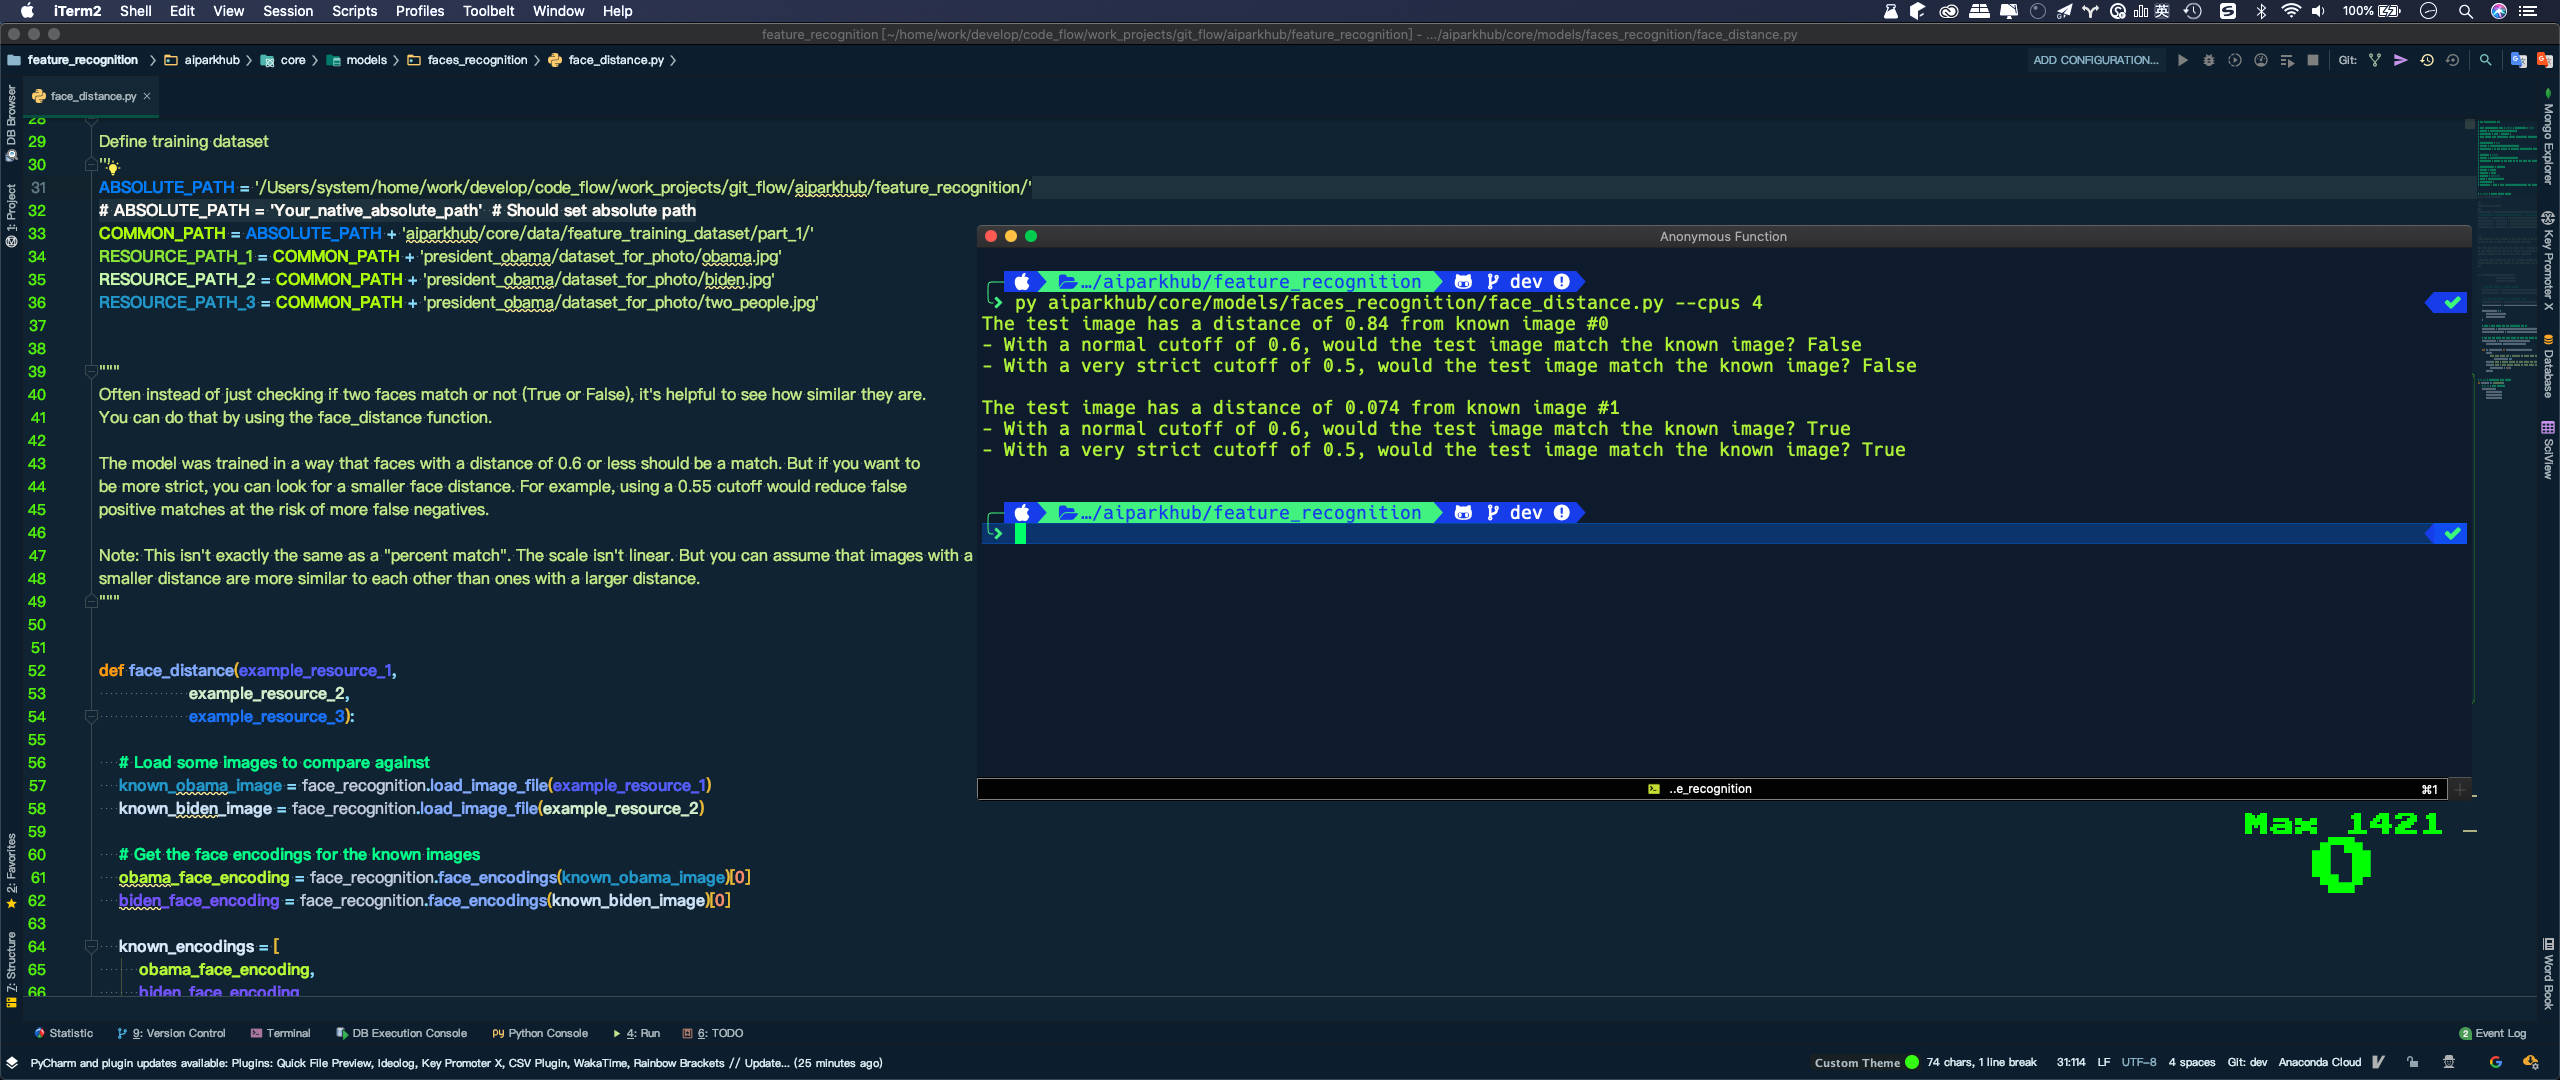 iTerm2 Shell Edit View Session Scripts Profiles Toolbelt Window Help
英 100%
feature_recognition [~/home/work/develop/code_flow/work_projects/git_flow/aiparkhub/feature_recognition] - .../aiparkhub/core/models/faces_recognition/face_distance.py
feature_recognition aiparkhub core models faces_recognition face_distance.py
ADD CONFIGURATION... Git:
face_distance.py
DB Browser
1: Project
2: Favorites
7: Structure
28
29 Define training dataset
30 '''
31 ABSOLUTE_PATH = '/Users/system/home/work/develop/code_flow/work_projects/git_flow/aiparkhub/feature_recognition/'
32 # ABSOLUTE_PATH = 'Your_native_absolute_path' # Should set absolute path
33 COMMON_PATH = ABSOLUTE_PATH + 'aiparkhub/core/data/feature_training_dataset/part_1/'
34 RESOURCE_PATH_1 = COMMON_PATH + 'president_obama/dataset_for_photo/obama.jpg'
35 RESOURCE_PATH_2 = COMMON_PATH + 'president_obama/dataset_for_photo/biden.jpg'
36 RESOURCE_PATH_3 = COMMON_PATH + 'president_obama/dataset_for_photo/two_people.jpg'
37
38
39 """
40 Often instead of just checking if two faces match or not (True or False), it's helpful to see how similar they are.
41 You can do that by using the face_distance function.
42
43 The model was trained in a way that faces with a distance of 0.6 or less should be a match. But if you want to
44 be more strict, you can look for a smaller face distance. For example, using a 0.55 cutoff would reduce false
45 positive matches at the risk of more false negatives.
46
47 Note: This isn't exactly the same as a "percent match". The scale isn't linear. But you can assume that images with a
48 smaller distance are more similar to each other than ones with a larger distance.
49 """
50
51
52 def face_distance(example_resource_1,
53 example_resource_2,
54 example_resource_3):
55
56 # Load some images to compare against
57 known_obama_image = face_recognition.load_image_file(example_resource_1)
58 known_biden_image = face_recognition.load_image_file(example_resource_2)
59
60 # Get the face encodings for the known images
61 obama_face_encoding = face_recognition.face_encodings(known_obama_image)[0]
62 biden_face_encoding = face_recognition.face_encodings(known_biden_image)[0]
63
64 known_encodings = [
65 obama_face_encoding,
66 biden_face_encoding
Anonymous Function
.../aiparkhub/feature_recognition dev
py aiparkhub/core/models/faces_recognition/face_distance.py --cpus 4
The test image has a distance of 0.84 from known image #0
- With a normal cutoff of 0.6, would the test image match the known image? False
- With a very strict cutoff of 0.5, would the test image match the known image? False
The test image has a distance of 0.074 from known image #1
- With a normal cutoff of 0.6, would the test image match the known image? True
- With a very strict cutoff of 0.5, would the test image match the known image? True
.../aiparkhub/feature_recognition dev
..e_recognition ⌘1
Max 1421
0
Mongo Explorer
Key Promoter X
Database
SciView
Word Book
Statistic 9: Version Control Terminal DB Execution Console Python Console 4: Run 6: TODO
2 Event Log
PyCharm and plugin updates available: Plugins: Quick File Preview, Ideolog, Key Promoter X, CSV Plugin, WakaTime, Rainbow Brackets // Update... (25 minutes ago)
Custom Theme 74 chars, 1 line break 31:114 LF UTF-8 4 spaces Git: dev Anaconda Cloud